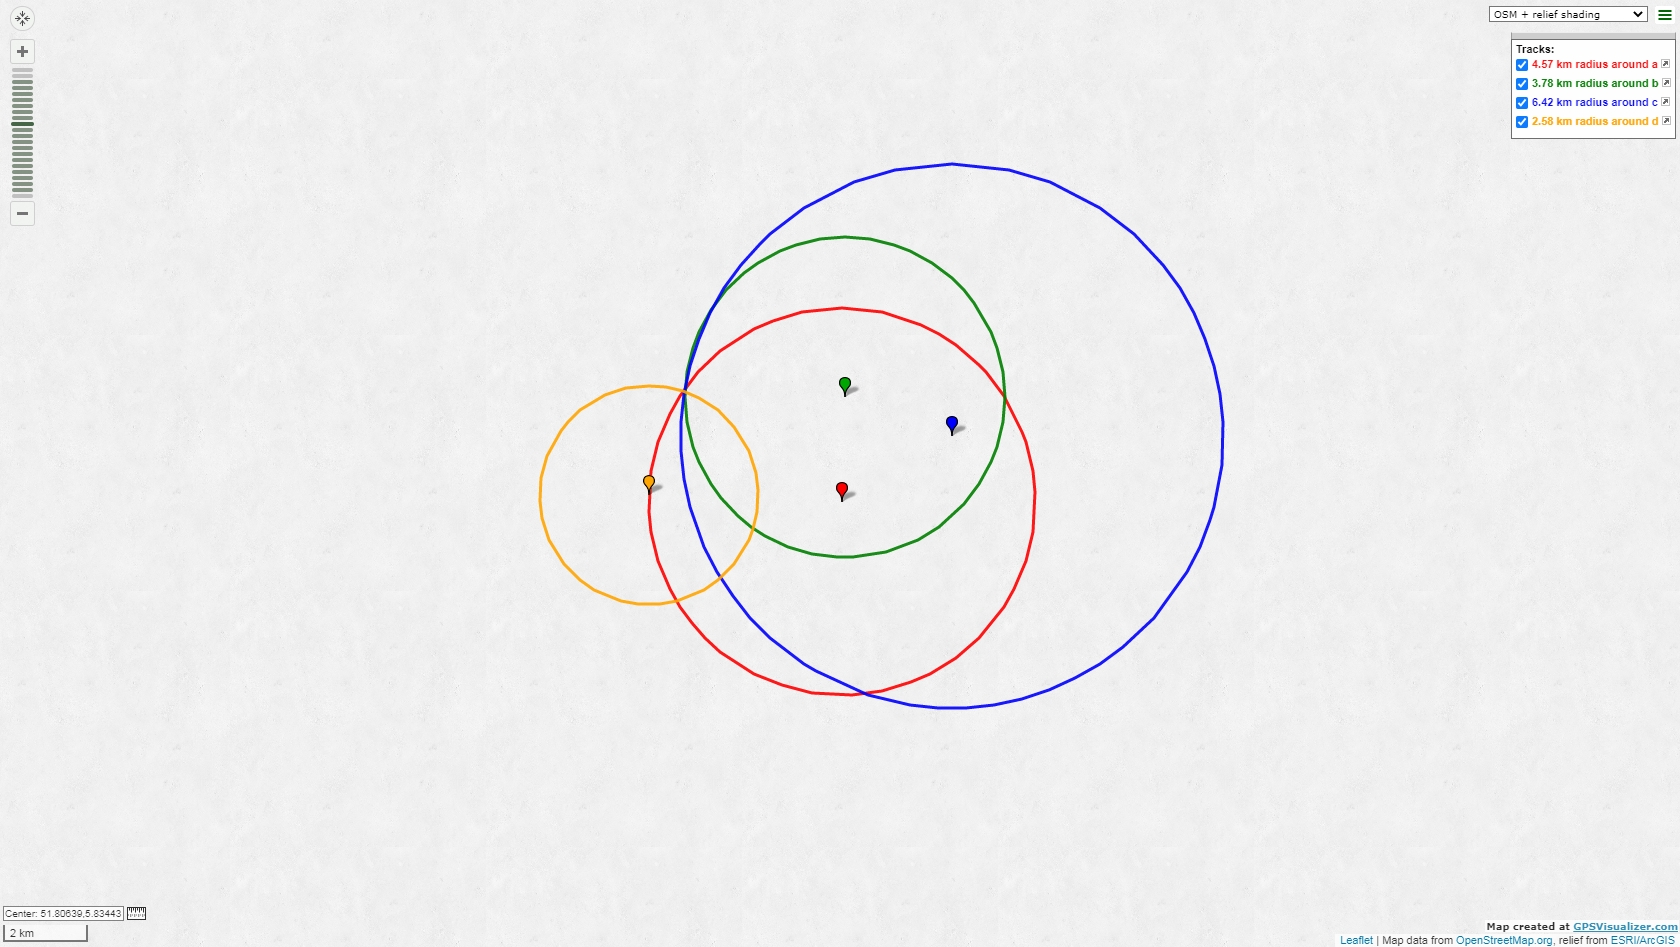 OSM + relief shading
Tracks:
4.57 km radius around a
3.78 km radius around b
6.42 km radius around c
2.58 km radius around d
Center: 51.80639,5.83443
2 km
Map created at GPSVisualizer.com
Leaflet | Map data from OpenStreetMap.org, relief from ESRI/ArcGIS